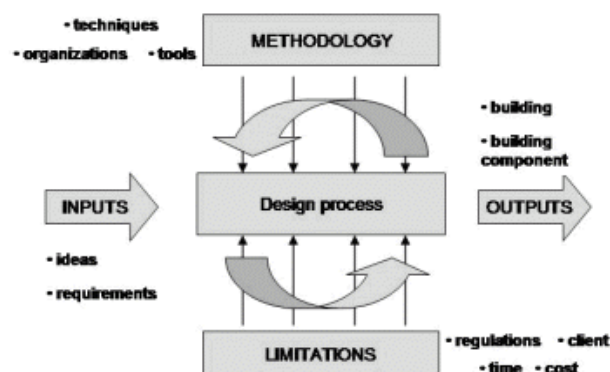 • techniques
• organizations • tools
METHODOLOGY
• building
• building
component
INPUTS
Design process
OUTPUTS
• ideas
• requirements
LIMITATIONS
• regulations • client
• time • cost